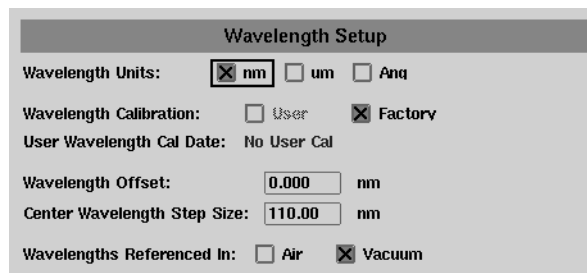 Wavelength Setup
Wavelength Units: nm um Ang
Wavelength Calibration: User Factory
User Wavelength Cal Date: No User Cal
Wavelength Offset: 0.000 nm
Center Wavelength Step Size: 110.00 nm
Wavelengths Referenced In: Air Vacuum